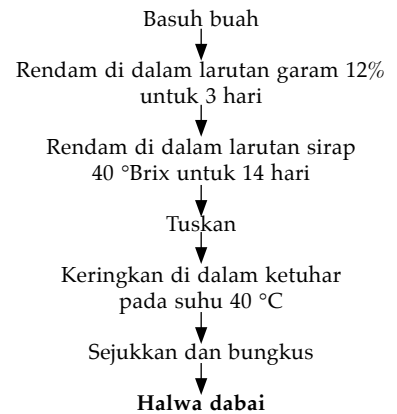 Basuh buah
Rendam di dalam larutan garam 12%
untuk 3 hari
Rendam di dalam larutan sirap
40 °Brix untuk 14 hari
Tuskan
Keringkan di dalam ketuhar
pada suhu 40 °C
Sejukkan dan bungkus
Halwa dabai